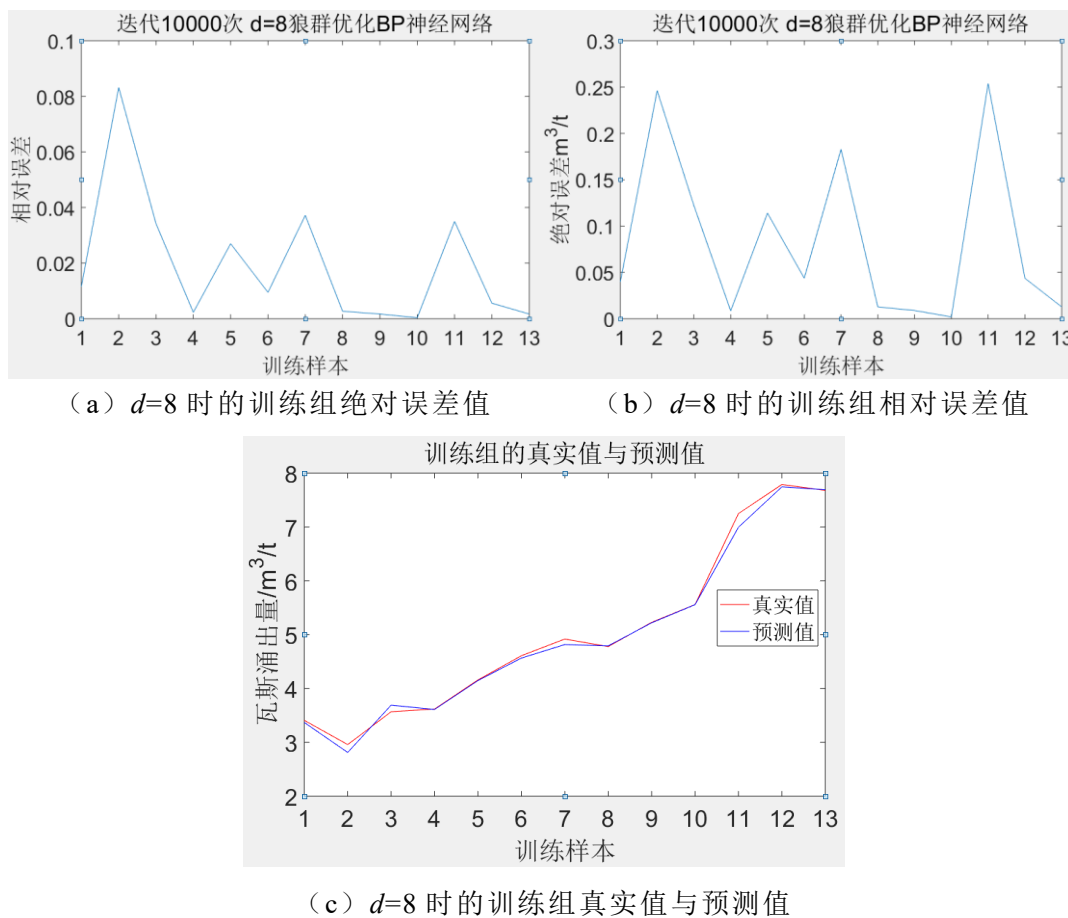 迭代10000次 d=8狼群优化BP神经网络
相对误差
0.1
0.08
0.06
0.04
0.02
0
1 2 3 4 5 6 7 8 9 10 11 12 13
训练样本
(a) d=8 时的训练组绝对误差值
迭代10000次 d=8狼群优化BP神经网络
绝对误差m³/t
0.3
0.25
0.2
0.15
0.1
0.05
0
1 2 3 4 5 6 7 8 9 10 11 12 13
训练样本
(b) d=8 时的训练组相对误差值
训练组的真实值与预测值
瓦斯涌出量/m³/t
8
7
6
5
4
3
2
真实值
预测值
1 2 3 4 5 6 7 8 9 10 11 12 13
训练样本
(c) d=8 时的训练组真实值与预测值